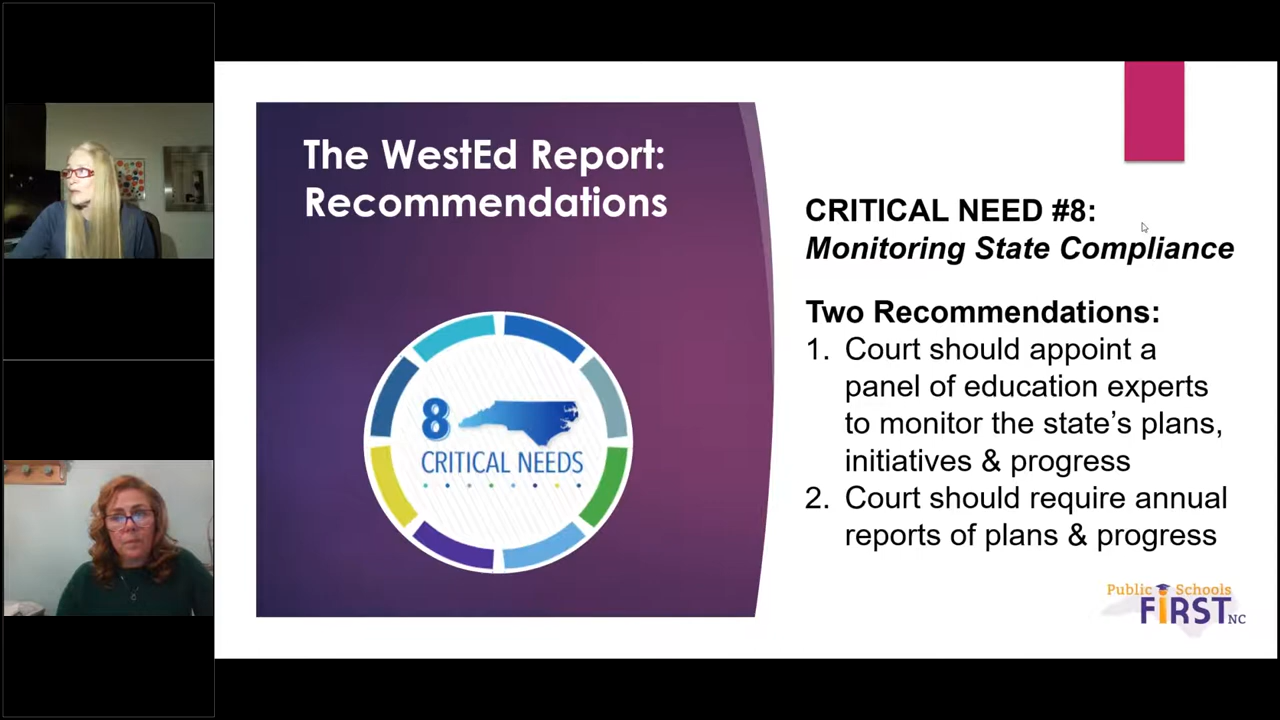 The WestEd Report:
Recommendations
8
CRITICAL NEEDS
CRITICAL NEED #8:
Monitoring State Compliance
Two Recommendations:
1. Court should appoint a
panel of education experts
to monitor the state’s plans,
initiatives & progress
2. Court should require annual
reports of plans & progress
Public Schools
FiRST NC